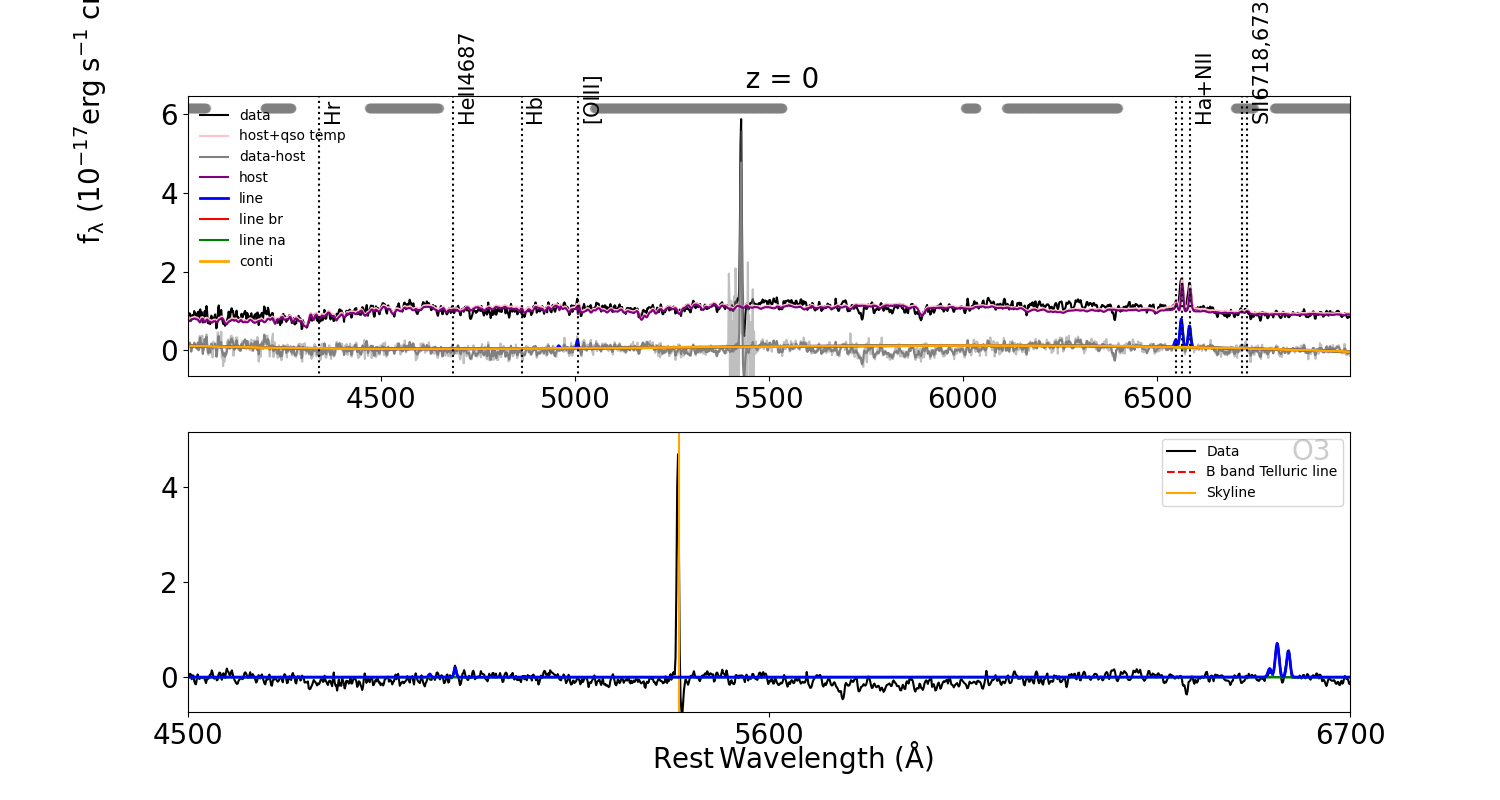 z = 0
f_λ (10^−17 erg s^−1
Hr
HeII4687
Hb
[OIII]
Ha+NII
SII6718,673
6
4
2
0
data
host+qso temp
data-host
host
line
line br
line na
conti
4500
5000
5500
6000
6500
O3
Data
B band Telluric line
Skyline
4
2
0
4500
5600
6700
Rest Wavelength (Å)